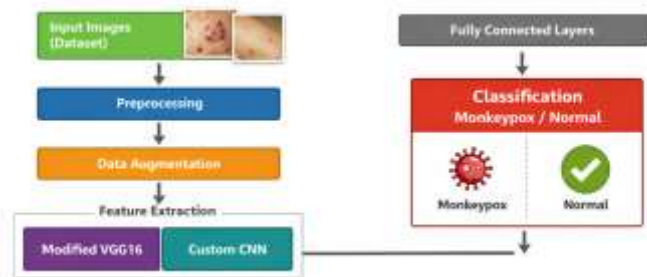 Input Images
(Dataset)
Preprocessing
Data Augmentation
Feature Extraction
Modified VGG16
Custom CNN
Fully Connected Layers
Classification
Monkeypox / Normal
Monkeypox
Normal